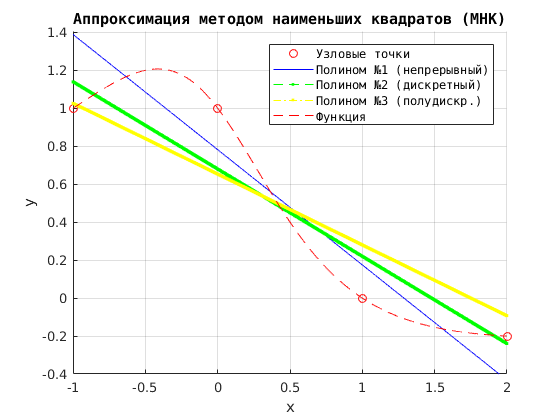 Аппроксимация методом наименьших квадратов (МНК)
1.4
1.2
1
0.8
0.6
0.4
0.2
0
-0.2
-0.4
y
Узловые точки
Полином №1 (непрерывный)
Полином №2 (дискретный)
Полином №3 (полудискр.)
Функция
-1
-0.5
0
0.5
1
1.5
2
x